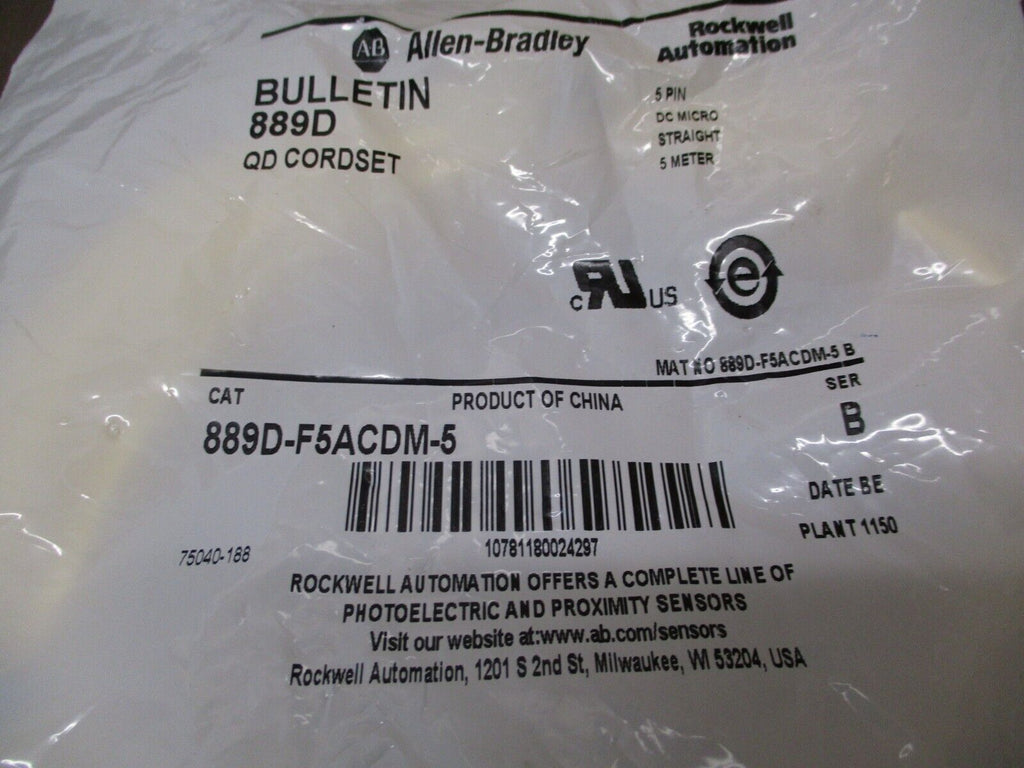 AB Allen-Bradley
Rockwell
Automation
BULLETIN
889D
QD CORDSET
5 PIN
DC MICRO
STRAIGHT
5 METER
c RU US
e
MAT NO 889D-F5ACDM-5 B
CAT
PRODUCT OF CHINA
SER
889D-F5ACDM-5
B
DATE BE
PLANT 1150
10781180024297
75040-188
ROCKWELL AUTOMATION OFFERS A COMPLETE LINE OF
PHOTOELECTRIC AND PROXIMITY SENSORS
Visit our website at:www.ab.com/sensors
Rockwell Automation, 1201 S 2nd St, Milwaukee, WI 53204, USA